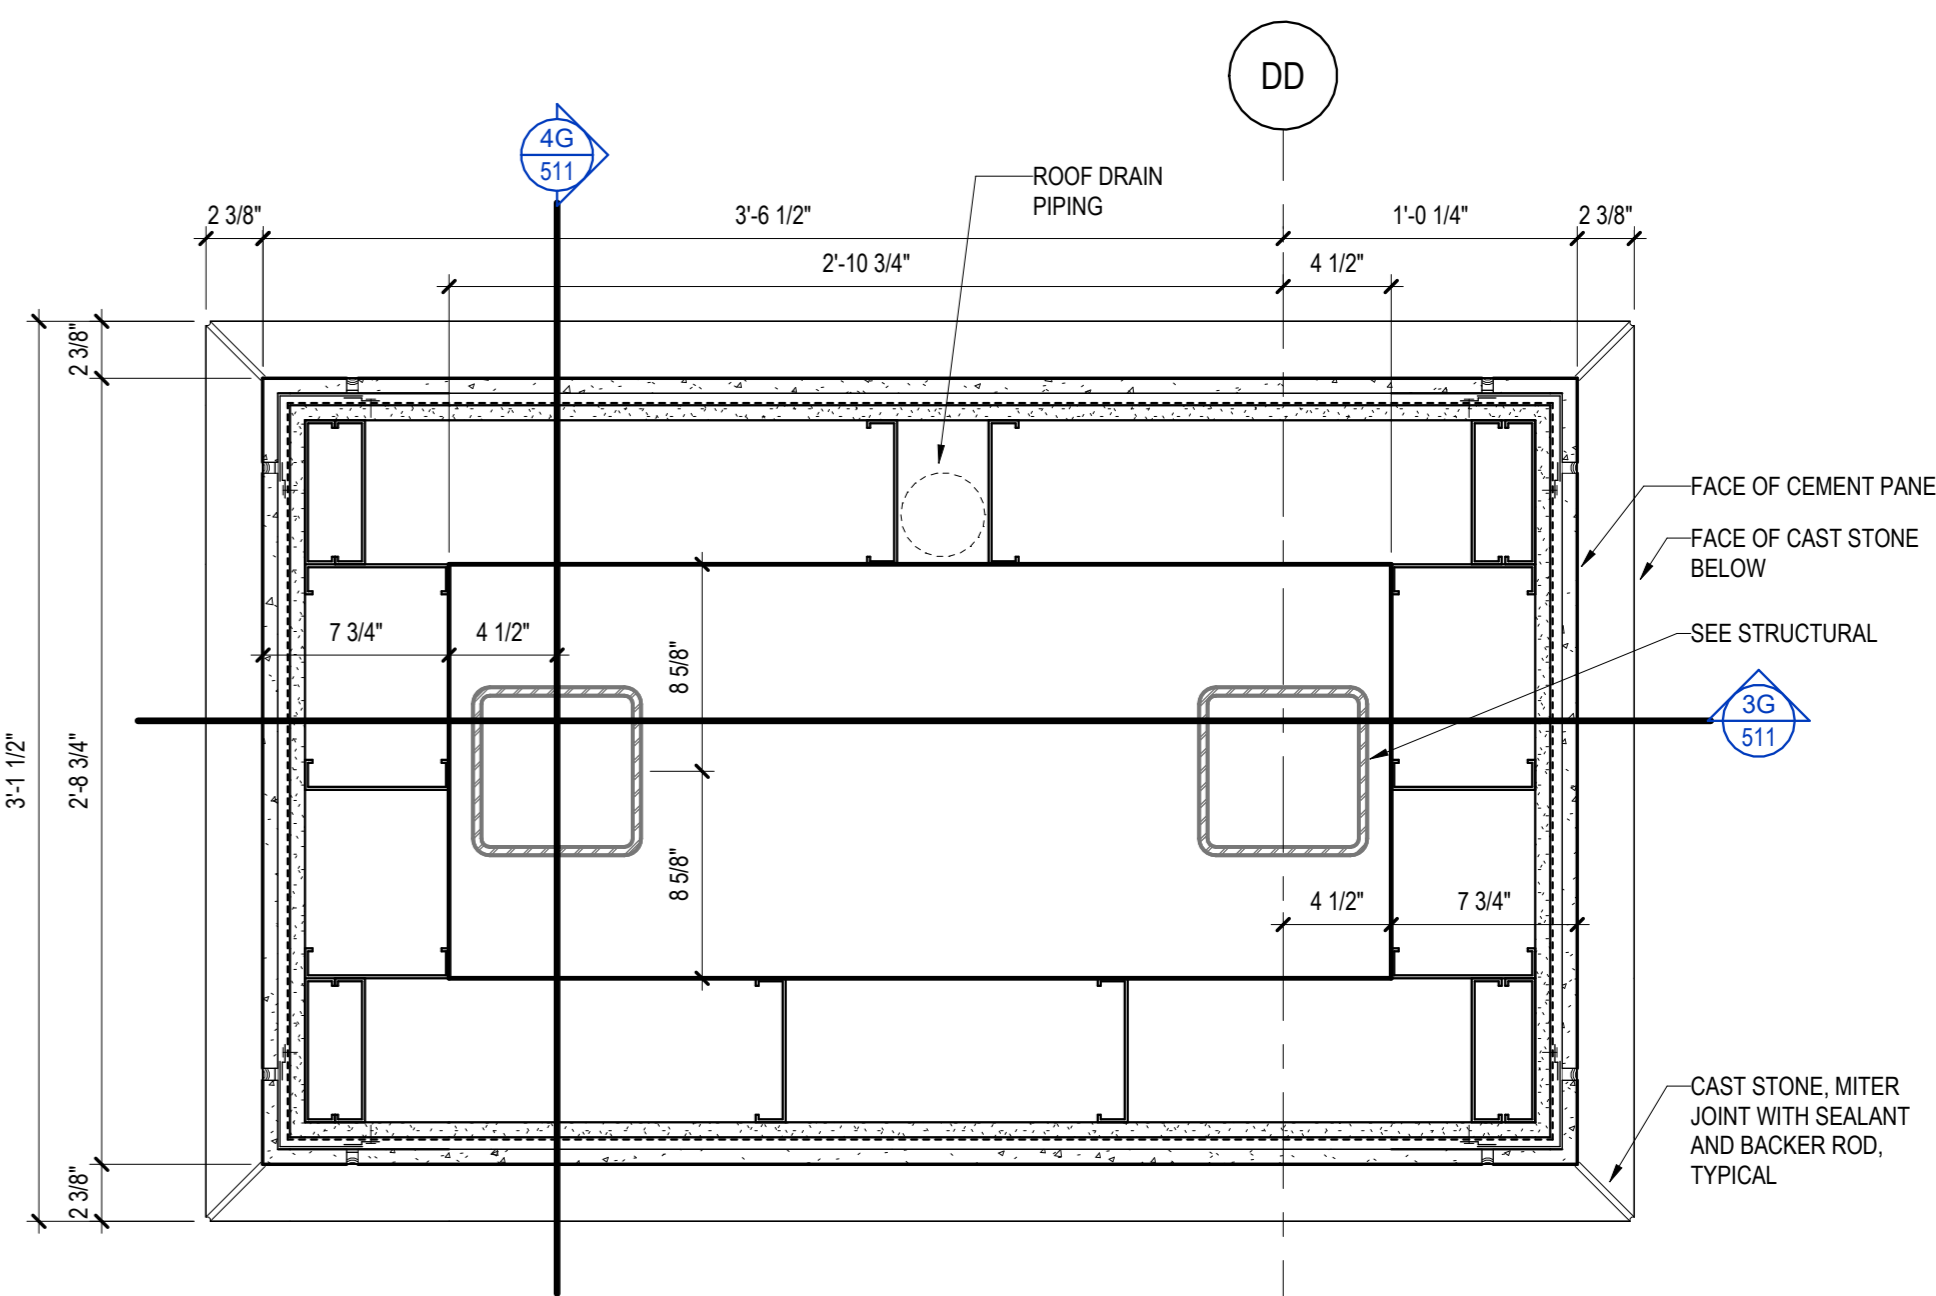 DD
4G
511
ROOF DRAIN
PIPING
2 3/8"
3'-6 1/2"
1'-0 1/4"
2 3/8"
2'-10 3/4"
4 1/2"
2 3/8"
FACE OF CEMENT PANE
FACE OF CAST STONE
BELOW
7 3/4"
4 1/2"
8 5/8"
SEE STRUCTURAL
3G
511
3'-1 1/2"
2'-8 3/4"
8 5/8"
4 1/2"
7 3/4"
CAST STONE, MITER
JOINT WITH SEALANT
AND BACKER ROD,
TYPICAL
2 3/8"